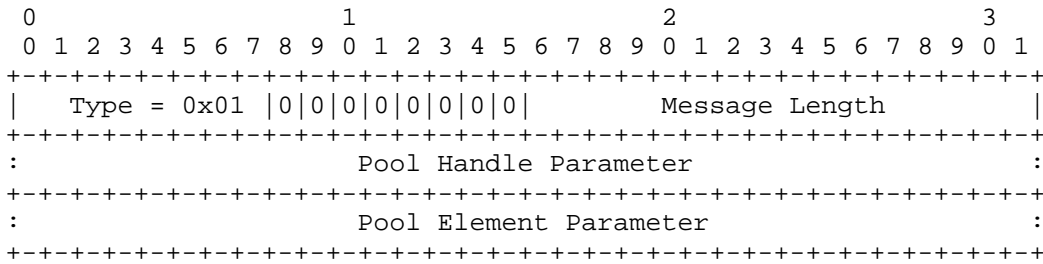 0                   1                   2                   3
 0 1 2 3 4 5 6 7 8 9 0 1 2 3 4 5 6 7 8 9 0 1 2 3 4 5 6 7 8 9 0 1
+-+-+-+-+-+-+-+-+-+-+-+-+-+-+-+-+-+-+-+-+-+-+-+-+-+-+-+-+-+-+-+-+
|   Type = 0x01 |0|0|0|0|0|0|0|0|        Message Length         |
+-+-+-+-+-+-+-+-+-+-+-+-+-+-+-+-+-+-+-+-+-+-+-+-+-+-+-+-+-+-+-+-+
:                     Pool Handle Parameter                     :
+-+-+-+-+-+-+-+-+-+-+-+-+-+-+-+-+-+-+-+-+-+-+-+-+-+-+-+-+-+-+-+-+
:                     Pool Element Parameter                    :
+-+-+-+-+-+-+-+-+-+-+-+-+-+-+-+-+-+-+-+-+-+-+-+-+-+-+-+-+-+-+-+-+